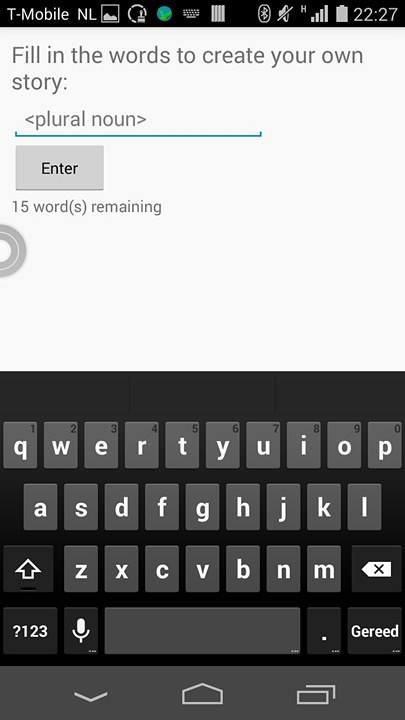 T-Mobile NL H 22:27
Fill in the words to create your own
story:
<plural noun>
Enter
15 word(s) remaining
1 2 3 4 5 6 7 8 9 0
q w e r t y u i o p
a s d f g h j k l
z x c v b n m
?123 ... ... . ... Gereed